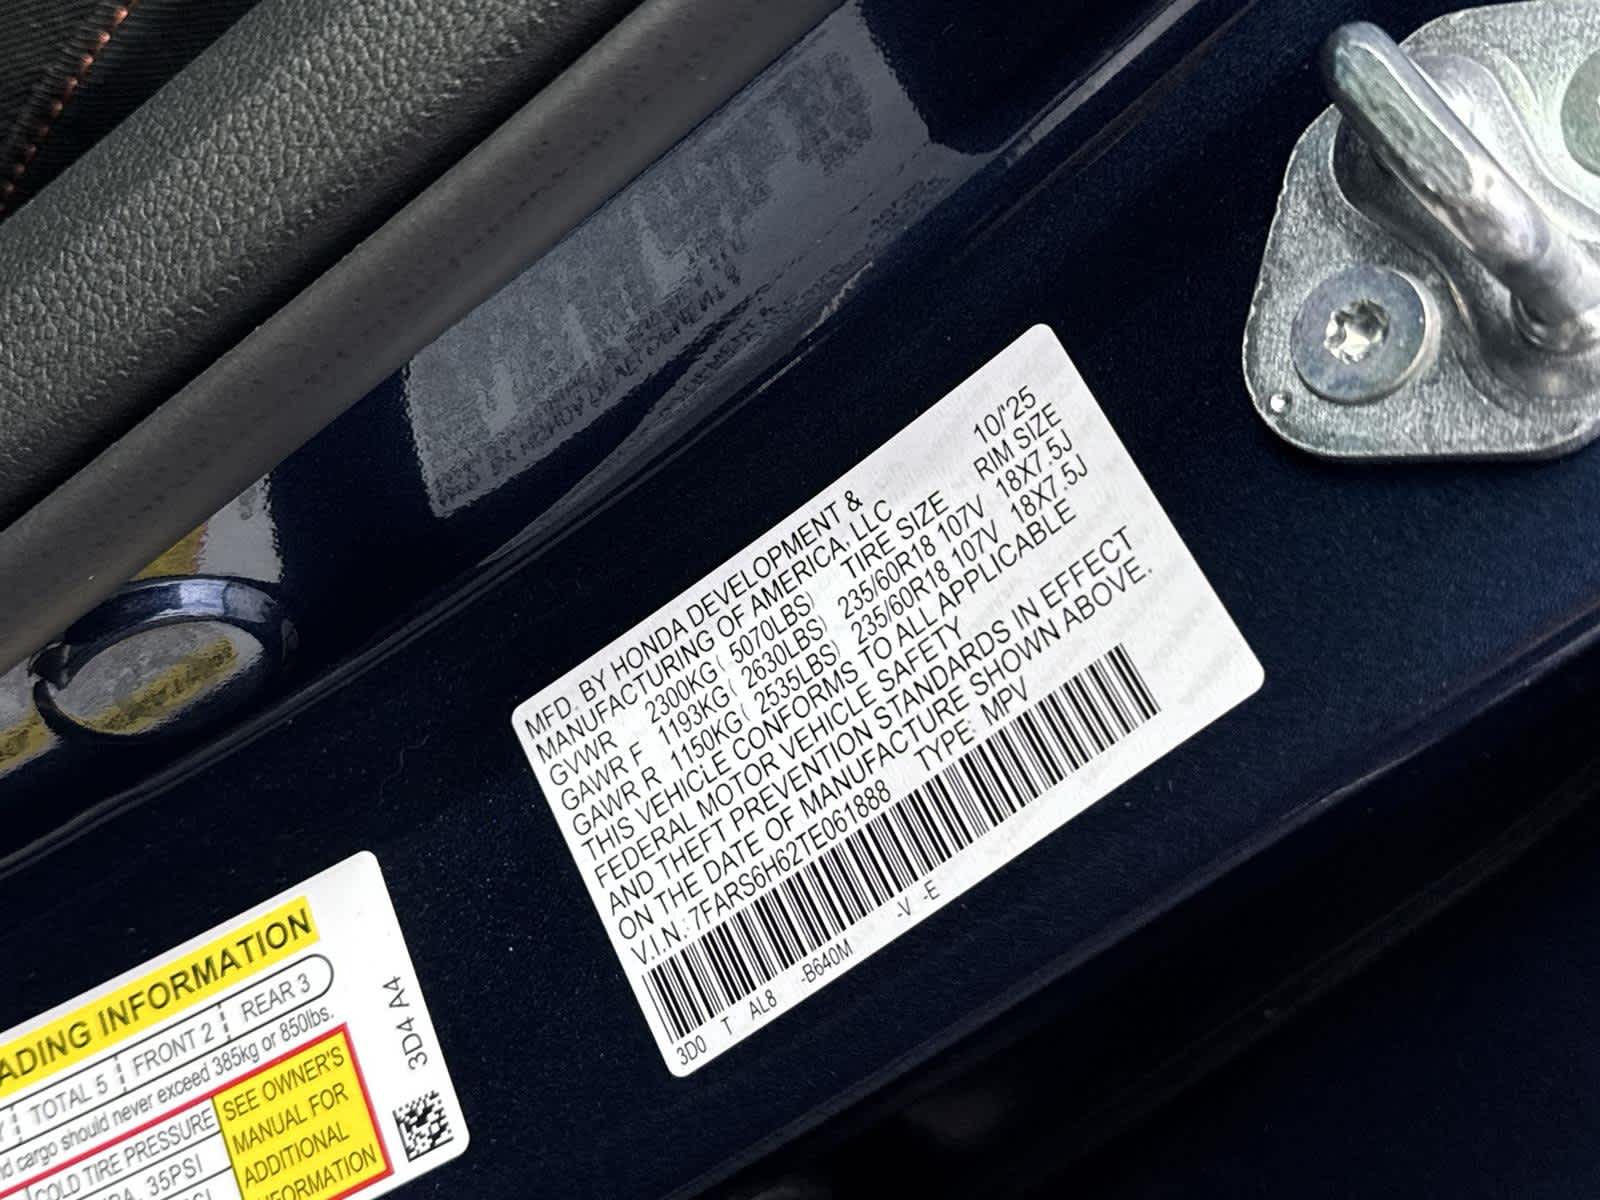 MFD. BY HONDA DEVELOPMENT &
MANUFACTURING OF AMERICA, LLC 10/'25
GVWR 2300KG( 5070LBS) TIRE SIZE RIM SIZE
GAWR F 1193KG( 2630LBS) 235/60R18 107V 18X7.5J
GAWR R 1150KG( 2535LBS) 235/60R18 107V 18X7.5J
THIS VEHICLE CONFORMS TO ALL APPLICABLE
FEDERAL MOTOR VEHICLE SAFETY
AND THEFT PREVENTION STANDARDS IN EFFECT
ON THE DATE OF MANUFACTURE SHOWN ABOVE.
V.I.N.: 7FARS6H62TE061888 TYPE: MPV
3D0 T AL8 -B640M -V -E
ADING INFORMATION
TOTAL 5 FRONT 2 REAR 3
cargo should never exceed 385kg or 850lbs.
COLD TIRE PRESSURE
35PSI
SEE OWNER'S
MANUAL FOR
ADDITIONAL
INFORMATION
3D4 A4